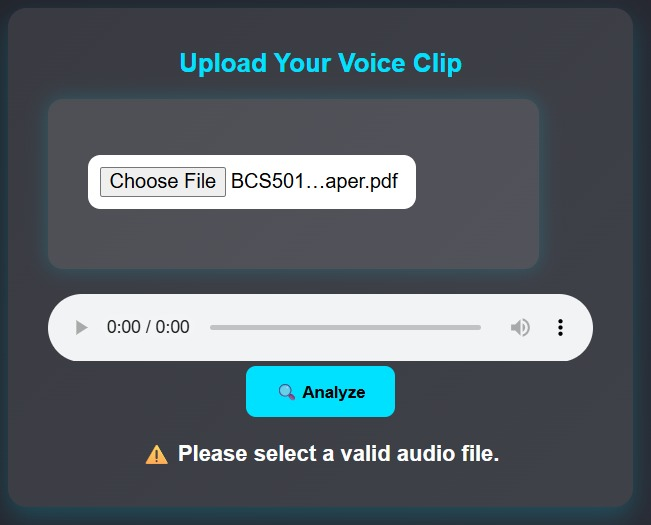 Upload Your Voice Clip
Choose File BCS501…aper.pdf
0:00 / 0:00
🔍 Analyze
⚠️ Please select a valid audio file.